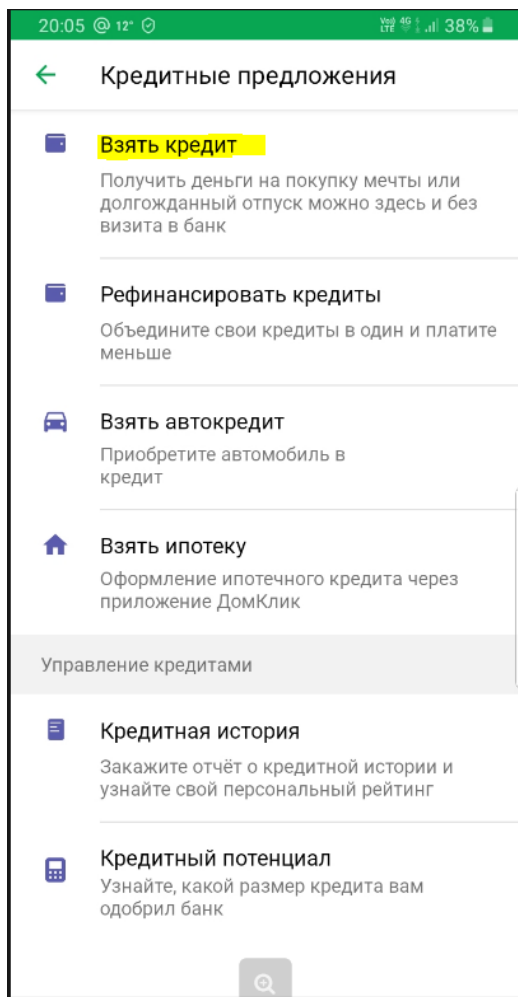 20:05 @ 12°
Vo)) LTE 4G 38%
Кредитные предложения
Взять кредит
Получить деньги на покупку мечты или
долгожданный отпуск можно здесь и без
визита в банк
Рефинансировать кредиты
Объедините свои кредиты в один и платите
меньше
Взять автокредит
Приобретите автомобиль в
кредит
Взять ипотеку
Оформление ипотечного кредита через
приложение ДомКлик
Управление кредитами
Кредитная история
Закажите отчёт о кредитной истории и
узнайте свой персональный рейтинг
Кредитный потенциал
Узнайте, какой размер кредита вам
одобрил банк